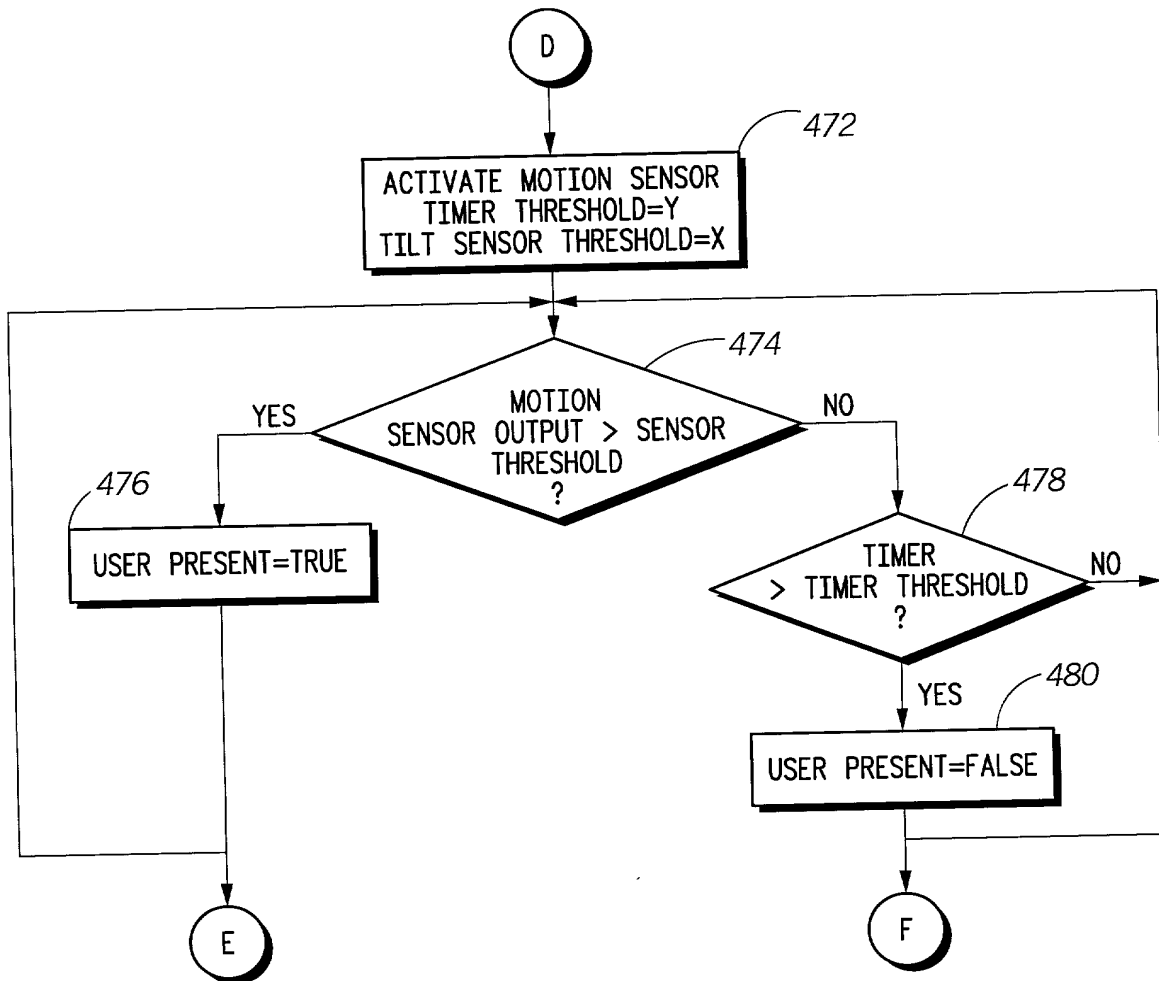 D
472
ACTIVATE MOTION SENSOR
TIMER THRESHOLD=Y
TILT SENSOR THRESHOLD=X
474
YES
MOTION
SENSOR OUTPUT > SENSOR
THRESHOLD
?
NO
476
USER PRESENT=TRUE
478
TIMER
> TIMER THRESHOLD
?
NO
YES
480
USER PRESENT=FALSE
E
F